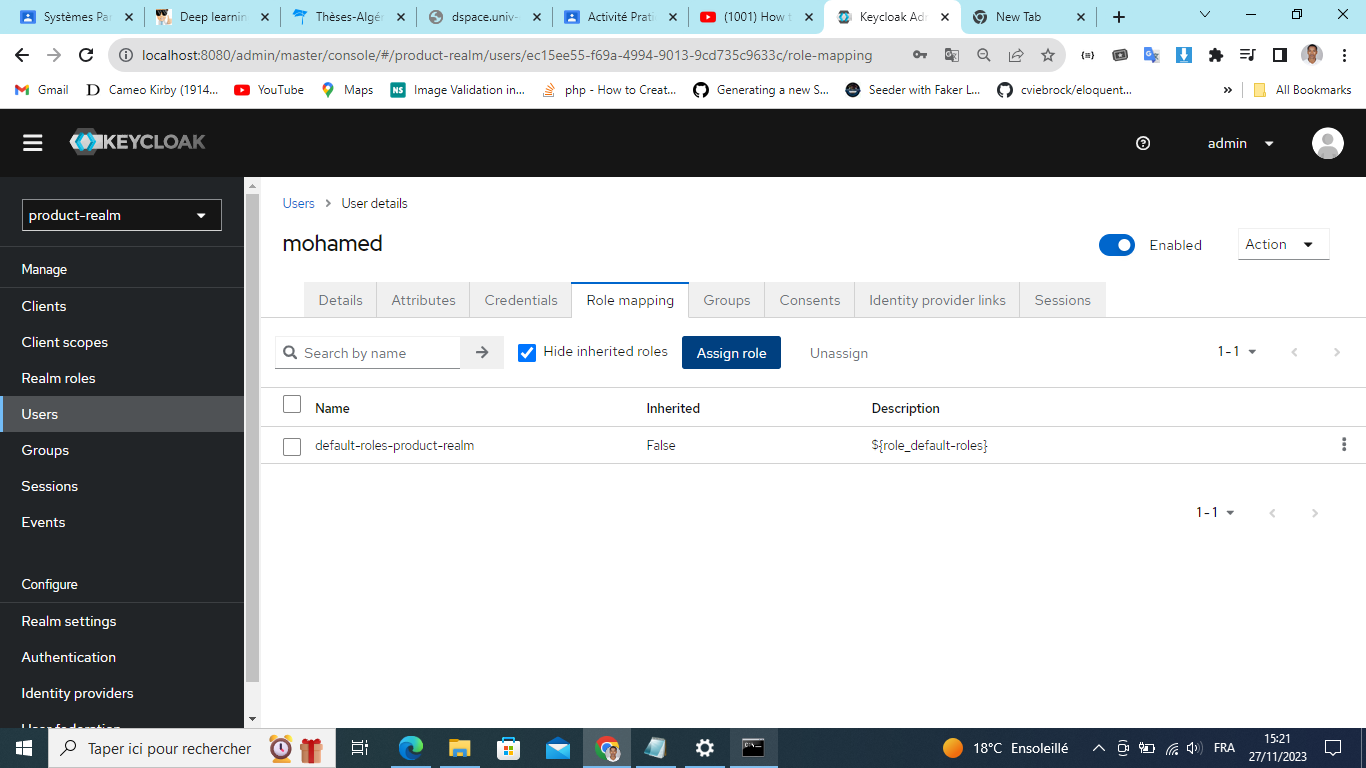 Systèmes Par
Deep learnin
Thèses-Algé
dspace.univ-
Activité Prati
(1001) How t
Keycloak Adm
New Tab
localhost:8080/admin/master/console/#/product-realm/users/ec15ee55-f69a-4994-9013-9cd735c9633c/role-mapping
Gmail
Cameo Kirby (1914...
YouTube
Maps
NS
Image Validation in...
php - How to Creat...
Generating a new S...
Seeder with Faker L...
cviebrock/eloquent...
»
All Bookmarks
KEYCLOAK
admin
product-realm
Manage
Clients
Client scopes
Realm roles
Users
Groups
Sessions
Events
Configure
Realm settings
Authentication
Identity providers
User federation
Users > User details
mohamed
Enabled
Action
Details
Attributes
Credentials
Role mapping
Groups
Consents
Identity provider links
Sessions
Search by name
Hide inherited roles
Assign role
Unassign
1-1
Name Inherited Description
default-roles-product-realm False ${role_default-roles}
1-1
Taper ici pour rechercher
18°C Ensoleillé
FRA
15:21
27/11/2023